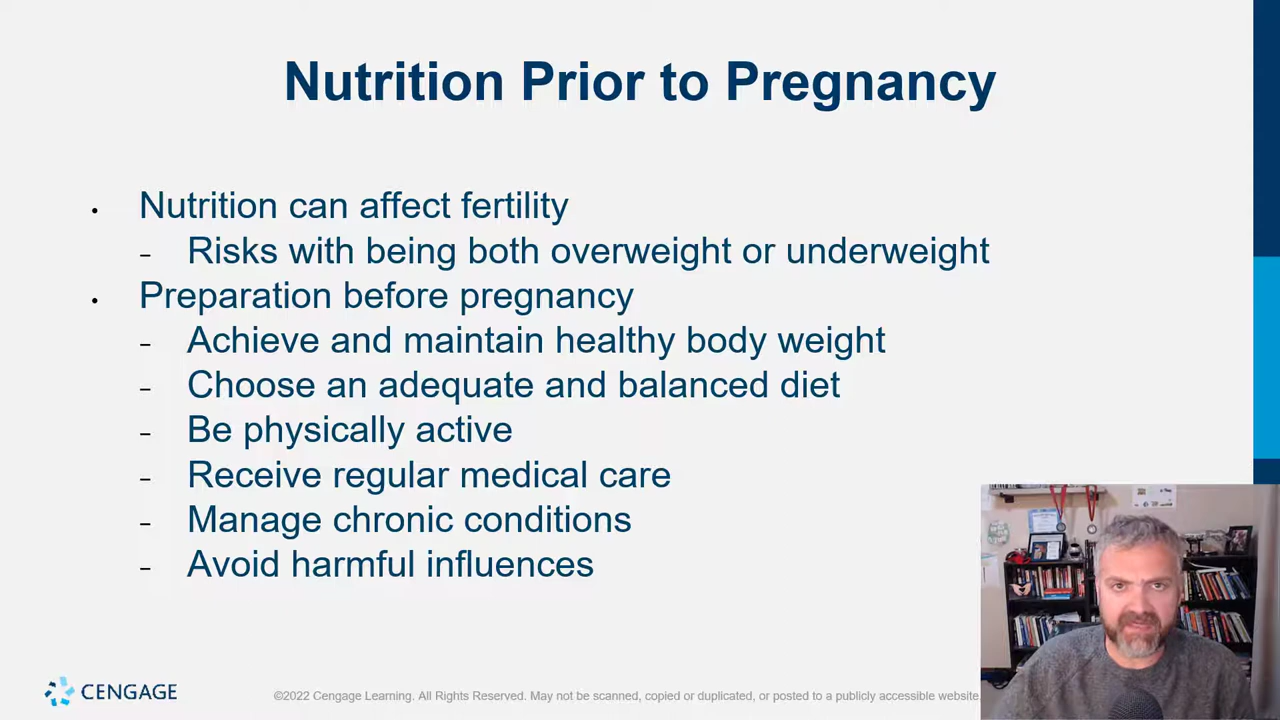 Nutrition Prior to Pregnancy
• Nutrition can affect fertility
– Risks with being both overweight or underweight
• Preparation before pregnancy
– Achieve and maintain healthy body weight
– Choose an adequate and balanced diet
– Be physically active
– Receive regular medical care
– Manage chronic conditions
– Avoid harmful influences
CENGAGE
©2022 Cengage Learning. All Rights Reserved. May not be scanned, copied or duplicated, or posted to a publicly accessible website,